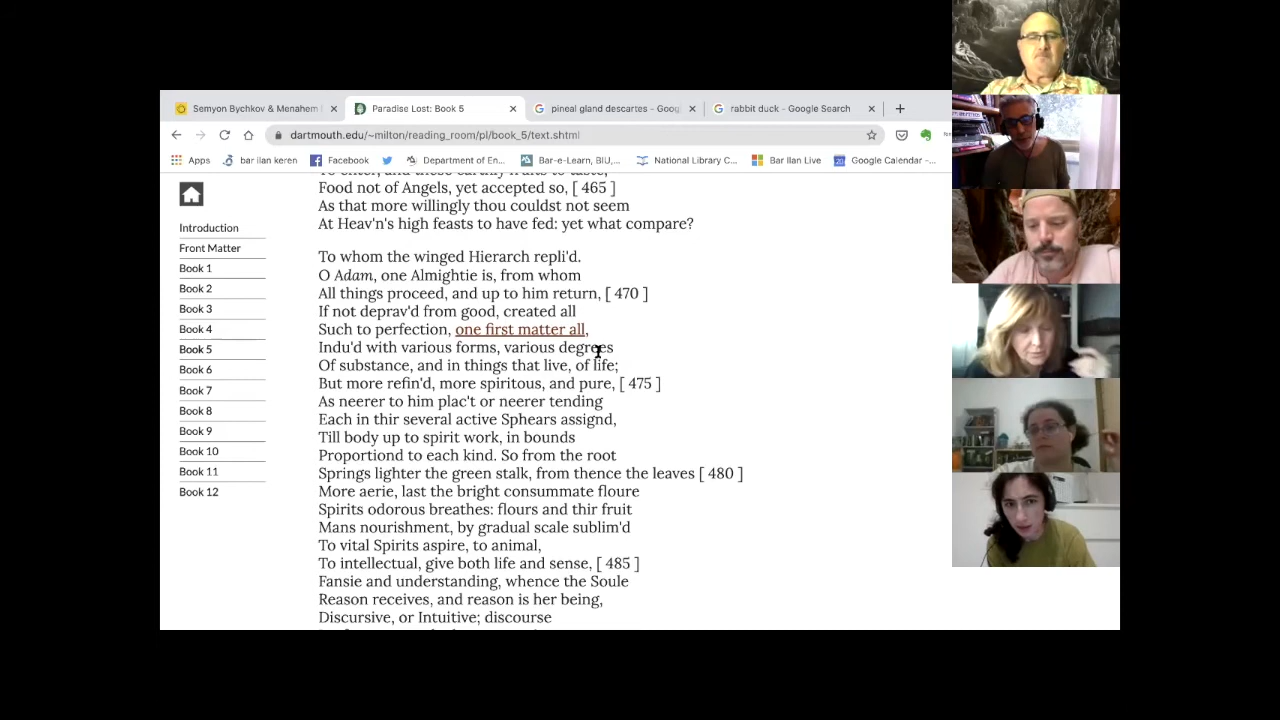 Semyon Bychkov & Menahem
Paradise Lost: Book 5
pineal gland descartes - Goog
rabbit duck - Google Search
dartmouth.edu/~milton/reading_room/pl/book_5/text.shtml
Apps
bar ilan keren
Facebook
Department of En...
Bar-e-Learn, BIU,...
National Library C...
Bar Ilan Live
Google Calendar -...
Introduction
Front Matter
Book 1
Book 2
Book 3
Book 4
Book 5
Book 6
Book 7
Book 8
Book 9
Book 10
Book 11
Book 12
To enter, and these earthly fruits to taste,
Food not of Angels, yet accepted so, [ 465 ]
As that more willingly thou couldst not seem
At Heav'n's high feasts to have fed: yet what compare?
To whom the winged Hierarch repli'd.
O Adam, one Almightie is, from whom
All things proceed, and up to him return, [ 470 ]
If not deprav'd from good, created all
Such to perfection, one first matter all,
Indu'd with various forms, various degrees
Of substance, and in things that live, of life;
But more refin'd, more spiritous, and pure, [ 475 ]
As neerer to him plac't or neerer tending
Each in thir several active Sphears assignd,
Till body up to spirit work, in bounds
Proportiond to each kind. So from the root
Springs lighter the green stalk, from thence the leaves [ 480 ]
More aerie, last the bright consummate floure
Spirits odorous breathes: flours and thir fruit
Mans nourishment, by gradual scale sublim'd
To vital Spirits aspire, to animal,
To intellectual, give both life and sense, [ 485 ]
Fansie and understanding, whence the Soule
Reason receives, and reason is her being,
Discursive, or Intuitive; discourse